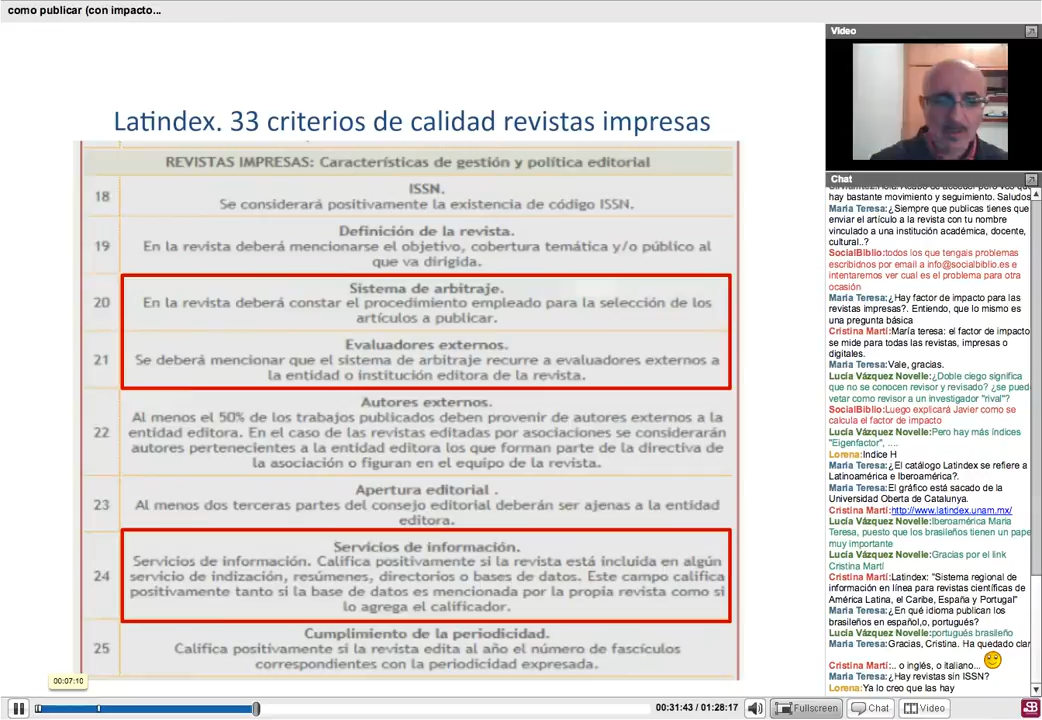 como publicar (con impacto...
Latindex. 33 criterios de calidad revistas impresas
REVISTAS IMPRESAS: Características de gestión y política editorial
18
ISSN.
Se considerará positivamente la existencia de código ISSN.
19
Definición de la revista.
En la revista deberá mencionarse el objetivo, cobertura temática y/o público al
que va dirigida.
20
Sistema de arbitraje.
En la revista deberá constar el procedimiento empleado para la selección de los
artículos a publicar.
21
Evaluadores externos.
Se deberá mencionar que el sistema de arbitraje recurre a evaluadores externos a
la entidad o institución editora de la revista.
22
Autores externos.
Al menos el 50% de los trabajos publicados deben provenir de autores externos a la
entidad editora. En el caso de las revistas editadas por asociaciones se considerarán
autores pertenecientes a la entidad editora los que forman parte de la directiva de
la asociación o figuran en el equipo de la revista.
23
Apertura editorial .
Al menos dos terceras partes del consejo editorial deberán ser ajenas a la entidad
editora.
24
Servicios de información.
Servicios de información. Califica positivamente si la revista está incluida en algún
servicio de indización, resúmenes, directorios o bases de datos. Este campo califica
positivamente tanto si la base de datos es mencionada por la propia revista como si
lo agrega el calificador.
25
Cumplimiento de la periodicidad.
Califica positivamente si la revista edita al año el número de fascículos
correspondientes con la periodicidad expresada.
00:07:10
00:31:43 / 01:28:17
Fullscreen
Chat
Video
SB
Video
Chat
hay bastante movimiento y seguimiento. Saludos
Maria Teresa:¿Siempre que publicas tienes que
enviar el artículo a la revista con tu nombre
vinculado a una institución académica, docente,
cultural..?
SocialBiblio:todos los que tengais problemas
escribidnos por email a info@socialbiblio.es e
intentaremos ver cual es el problema para otra
ocasión
Maria Teresa:¿Hay factor de impacto para las
revistas impresas?. Entiendo, que lo mismo es
una pregunta básica
Cristina Martí:María teresa: el factor de impacto
se mide para todas las revistas, impresas o
digitales.
Maria Teresa:Vale, gracias.
Lucía Vázquez Novelle:¿Doble ciego significa
que no se conocen revisor y revisado? ¿se pued
vetar como revisor a un investigador "rival"?
SocialBiblio:Luego explicará Javier como se
calcula el factor de impacto
Lucía Vázquez Novelle:Pero hay más índices
"Eigenfactor", ....
Lorena:Indice H
Maria Teresa:¿El catálogo Latindex se refiere a
Latinoamérica e Iberoamérica?.
Maria Teresa:El gráfico está sacado de la
Universidad Oberta de Catalunya.
Cristina Martí:http://www.latindex.unam.mx/
Lucía Vázquez Novelle:Iberoamérica Maria
Teresa, puesto que los brasileños tienen un pape
muy importante
Lucía Vázquez Novelle:Gracias por el link
Cristina Martí
Cristina Martí:Latindex: "Sistema regional de
información en línea para revistas científicas de
América Latina, el Caribe, España y Portugal"
Maria Teresa:¿En qué idioma publican los
brasileños en español,o, portugués?
Lucía Vázquez Novelle:portugués brasileño
Maria Teresa:Gracias, Cristina. Ha quedado clar
Cristina Martí:.. o inglés, o italiano...
Maria Teresa:¿Hay revistas sin ISSN?
Lorena:Ya lo creo que las hay